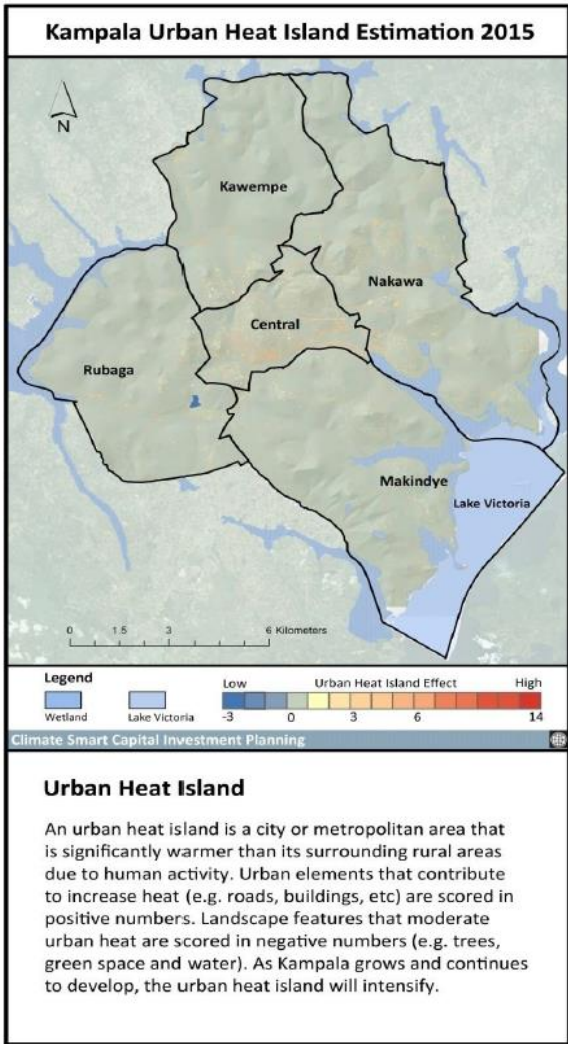 Kampala Urban Heat Island Estimation 2015
N
Kawempe
Nakawa
Central
Rubaga
Makindye
Lake Victoria
0 1.5 3 6 Kilometers
Legend
Wetland
Lake Victoria
Low Urban Heat Island Effect High
-3 0 3 6 14
Climate Smart Capital Investment Planning
Urban Heat Island
An urban heat island is a city or metropolitan area that
is significantly warmer than its surrounding rural areas
due to human activity. Urban elements that contribute
to increase heat (e.g. roads, buildings, etc) are scored in
positive numbers. Landscape features that moderate
urban heat are scored in negative numbers (e.g. trees,
green space and water). As Kampala grows and continues
to develop, the urban heat island will intensify.